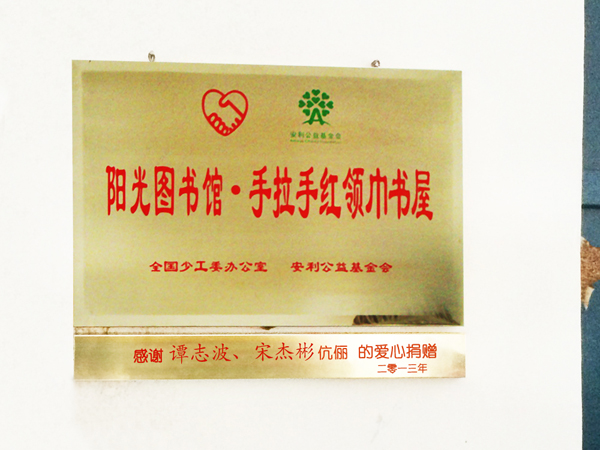 安利公益基金会
阳光图书馆·手拉手红领巾书屋
全国少工委办公室 安利公益基金会
感谢 谭志波、宋杰彬 伉俪 的爱心捐赠
二零一三年